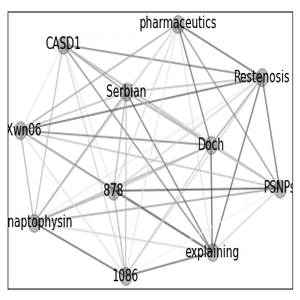 pharmaceutics
CASD1
Restenosis
Serbian
Xwn06
Doch
878
PSNPs
naptophysin
explaining
1086